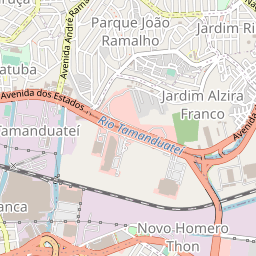 Parque João
Ramalho
Jardim Ri
Avenida André Ram
atuba
Avenida dos Estados
Jardim Alzira
Franco
Tamanduateí
Rio Tamanduateí
Avenida
anca
Novo Homero
Thon